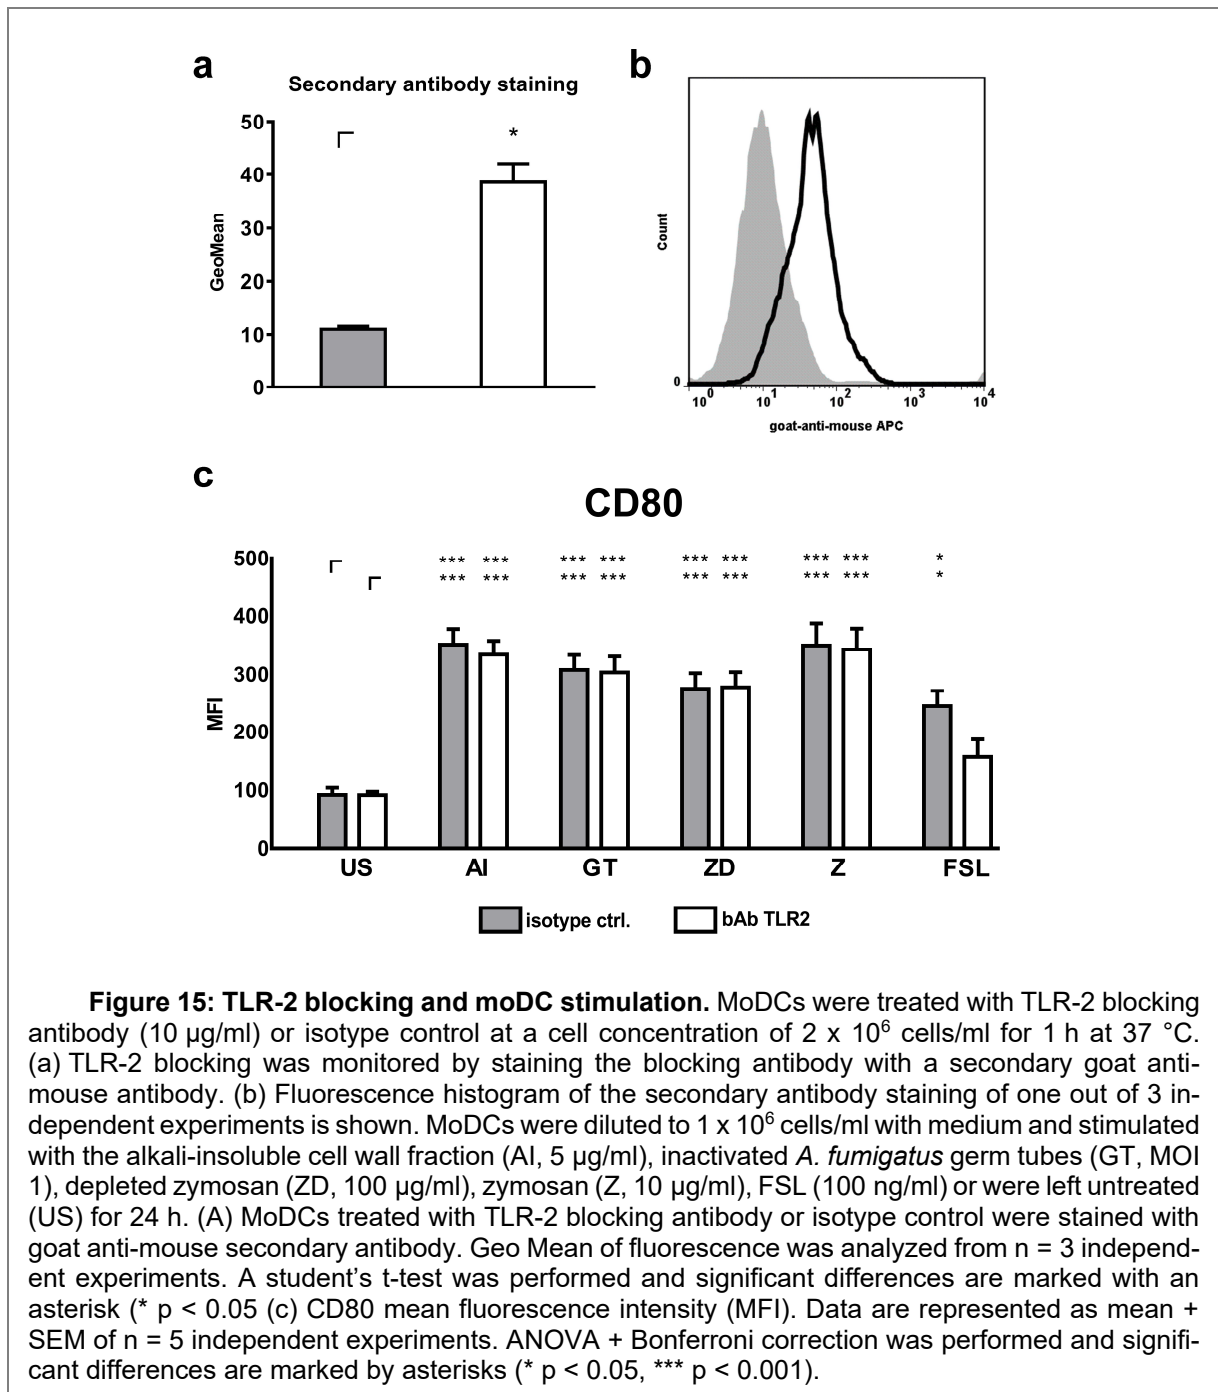 a
Secondary antibody staining
50
40
30
20
10
0
GeoMean
*
b
Count
0
10^0 10^1 10^2 10^3 10^4
goat-anti-mouse APC
c
CD80
500
400
300
200
100
0
MFI
*** *** *** *** *** *** *** *** *
*** *** *** *** *** *** *** *** *
US AI GT ZD Z FSL
isotype ctrl. bAb TLR2
Figure 15: TLR-2 blocking and moDC stimulation. MoDCs were treated with TLR-2 blocking
antibody (10 µg/ml) or isotype control at a cell concentration of 2 x 10^6 cells/ml for 1 h at 37 °C.
(a) TLR-2 blocking was monitored by staining the blocking antibody with a secondary goat anti-
mouse antibody. (b) Fluorescence histogram of the secondary antibody staining of one out of 3 in-
dependent experiments is shown. MoDCs were diluted to 1 x 10^6 cells/ml with medium and stimulated
with the alkali-insoluble cell wall fraction (AI, 5 µg/ml), inactivated A. fumigatus germ tubes (GT, MOI
1), depleted zymosan (ZD, 100 µg/ml), zymosan (Z, 10 µg/ml), FSL (100 ng/ml) or were left untreated
(US) for 24 h. (A) MoDCs treated with TLR-2 blocking antibody or isotype control were stained with
goat anti-mouse secondary antibody. Geo Mean of fluorescence was analyzed from n = 3 independ-
ent experiments. A student's t-test was performed and significant differences are marked with an
asterisk (* p < 0.05 (c) CD80 mean fluorescence intensity (MFI). Data are represented as mean +
SEM of n = 5 independent experiments. ANOVA + Bonferroni correction was performed and signifi-
cant differences are marked by asterisks (* p < 0.05, *** p < 0.001).